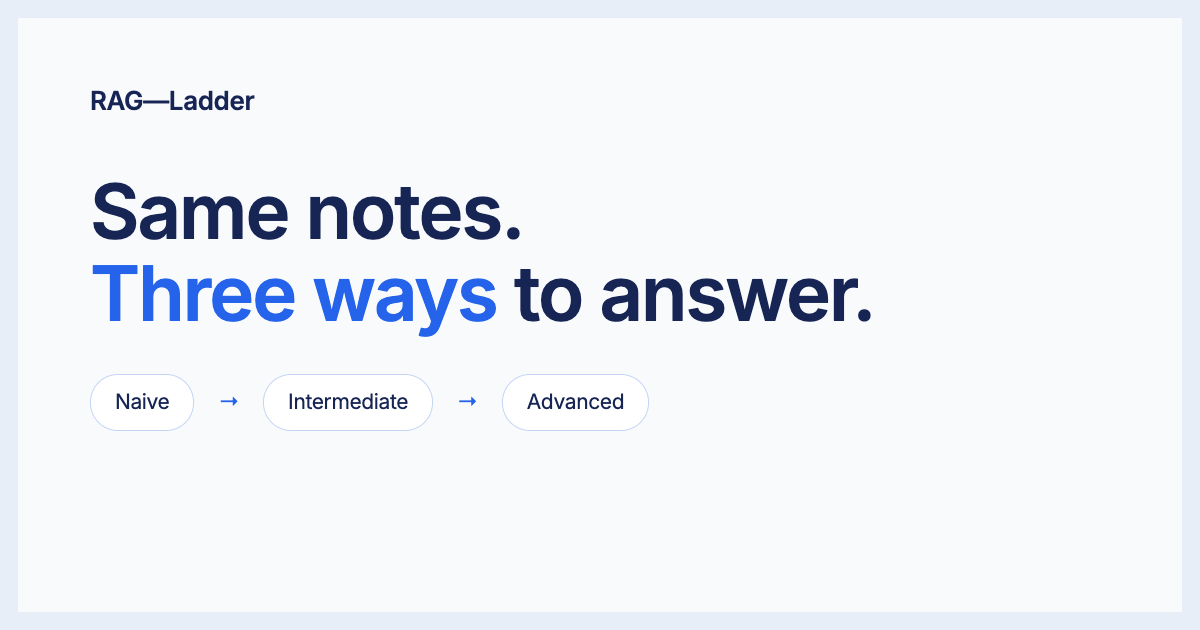 RAG—Ladder
Same notes.
Three ways to answer.
Naive → Intermediate → Advanced